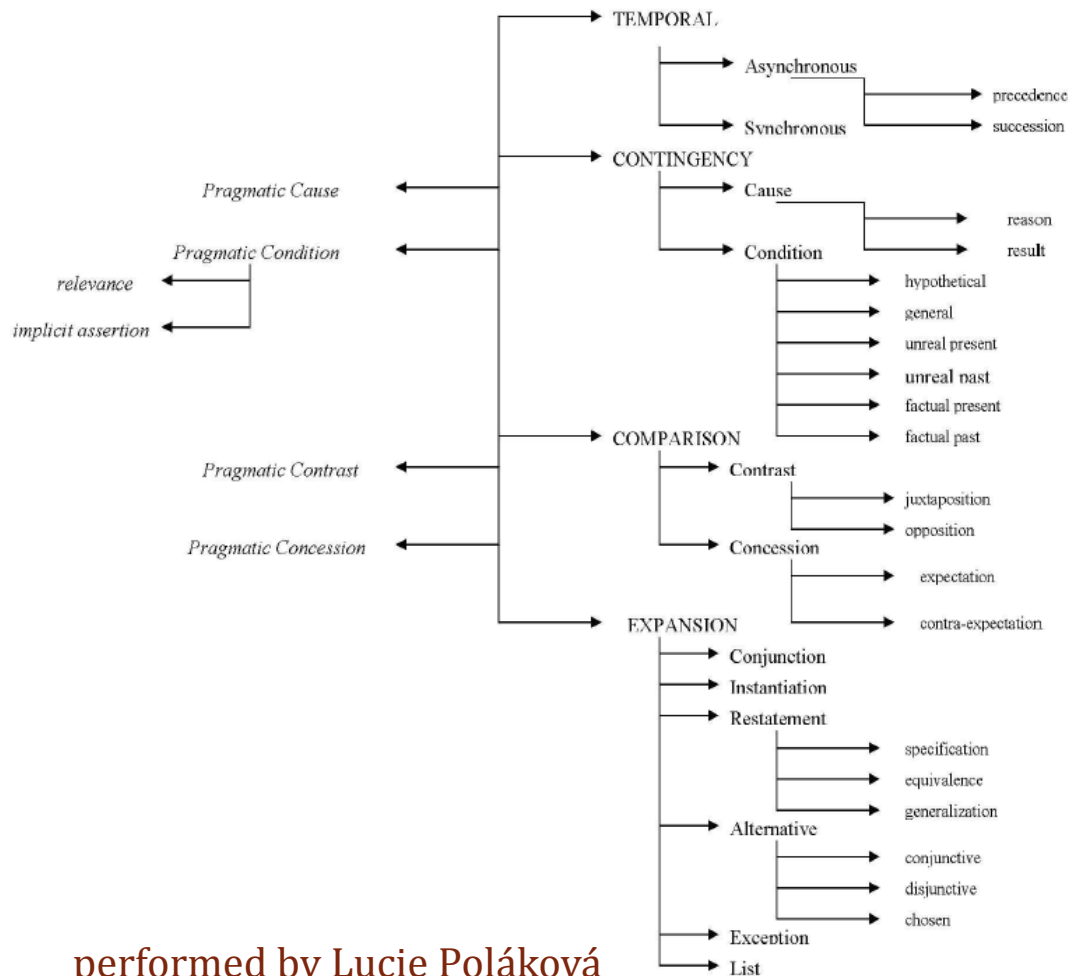 TEMPORAL
Asynchronous
precedence
succession
Synchronous
CONTINGENCY
Pragmatic Cause
Cause
reason
result
Pragmatic Condition
Condition
relevance
hypothetical
implicit assertion
general
unreal present
unreal past
factual present
factual past
COMPARISON
Pragmatic Contrast
Contrast
juxtaposition
opposition
Pragmatic Concession
Concession
expectation
contra-expectation
EXPANSION
Conjunction
Instantiation
Restatement
specification
equivalence
generalization
Alternative
conjunctive
disjunctive
chosen
Exception
List
performed by Lucie Poláková